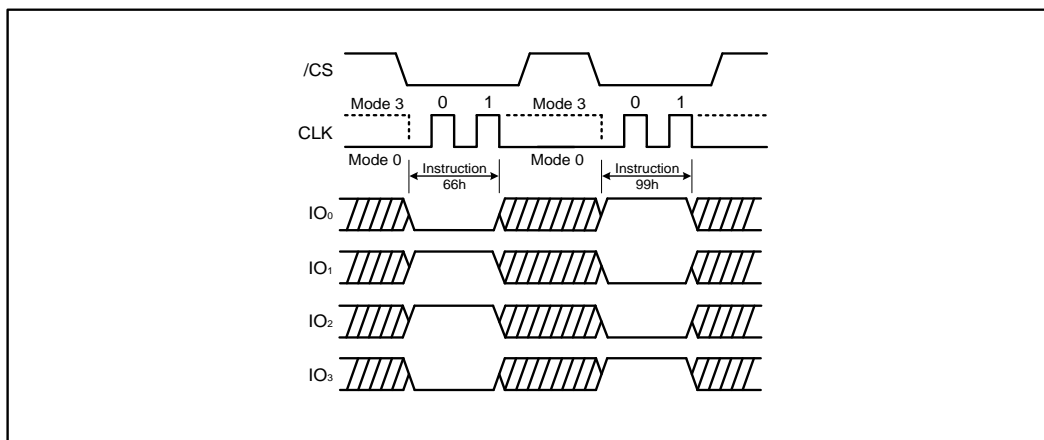 /CS
Mode 3 0 1 Mode 3 0 1
CLK
Mode 0 Mode 0
Instruction Instruction
66h 99h
IO₀
IO₁
IO₂
IO₃